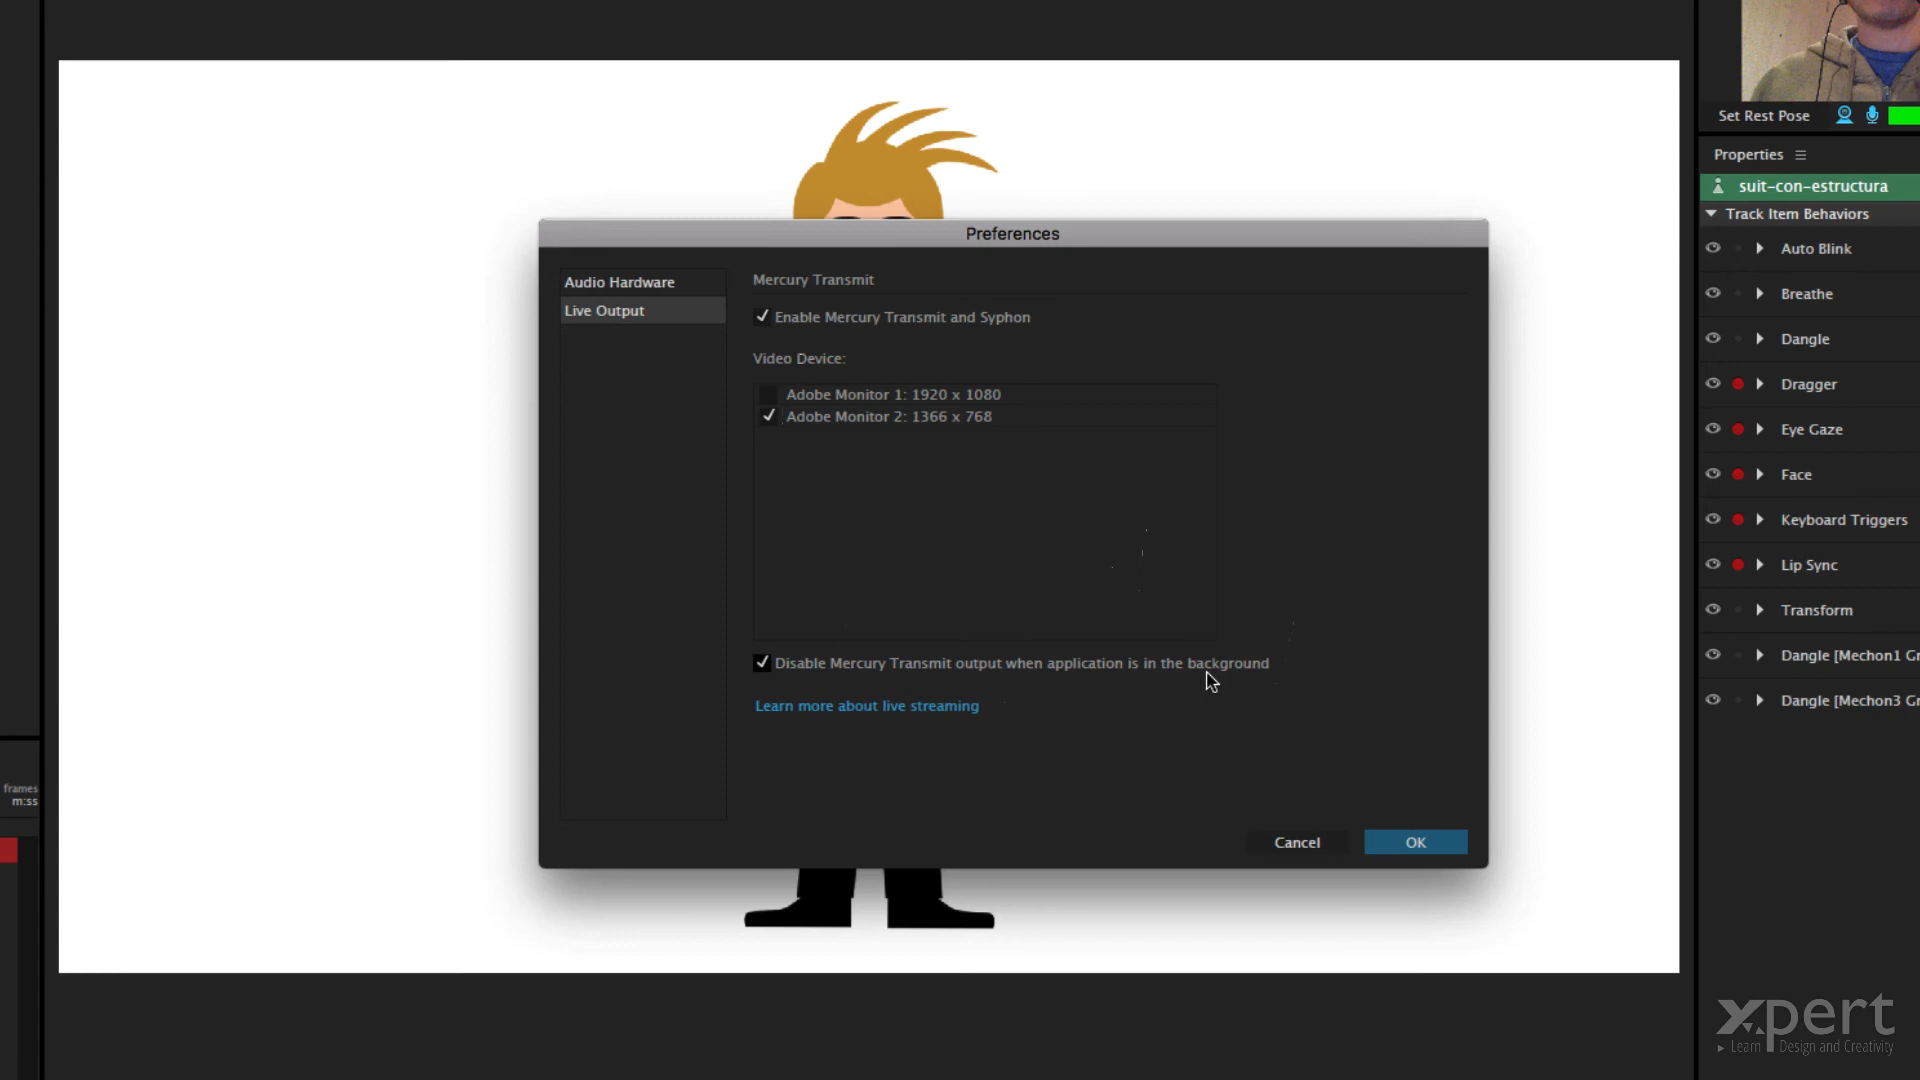 Set Rest Pose
Properties
suit-con-estructura
Track Item Behaviors
Auto Blink
Breathe
Dangle
Dragger
Eye Gaze
Face
Keyboard Triggers
Lip Sync
Transform
Dangle [Mechon1 Gr
Dangle [Mechon3 Gr
Preferences
Audio Hardware
Live Output
Mercury Transmit
Enable Mercury Transmit and Syphon
Video Device:
Adobe Monitor 1: 1920 x 1080
Adobe Monitor 2: 1366 x 768
Disable Mercury Transmit output when application is in the background
Learn more about live streaming
Cancel
OK
frames
m:ss
xpert
Learn Design and Creativity